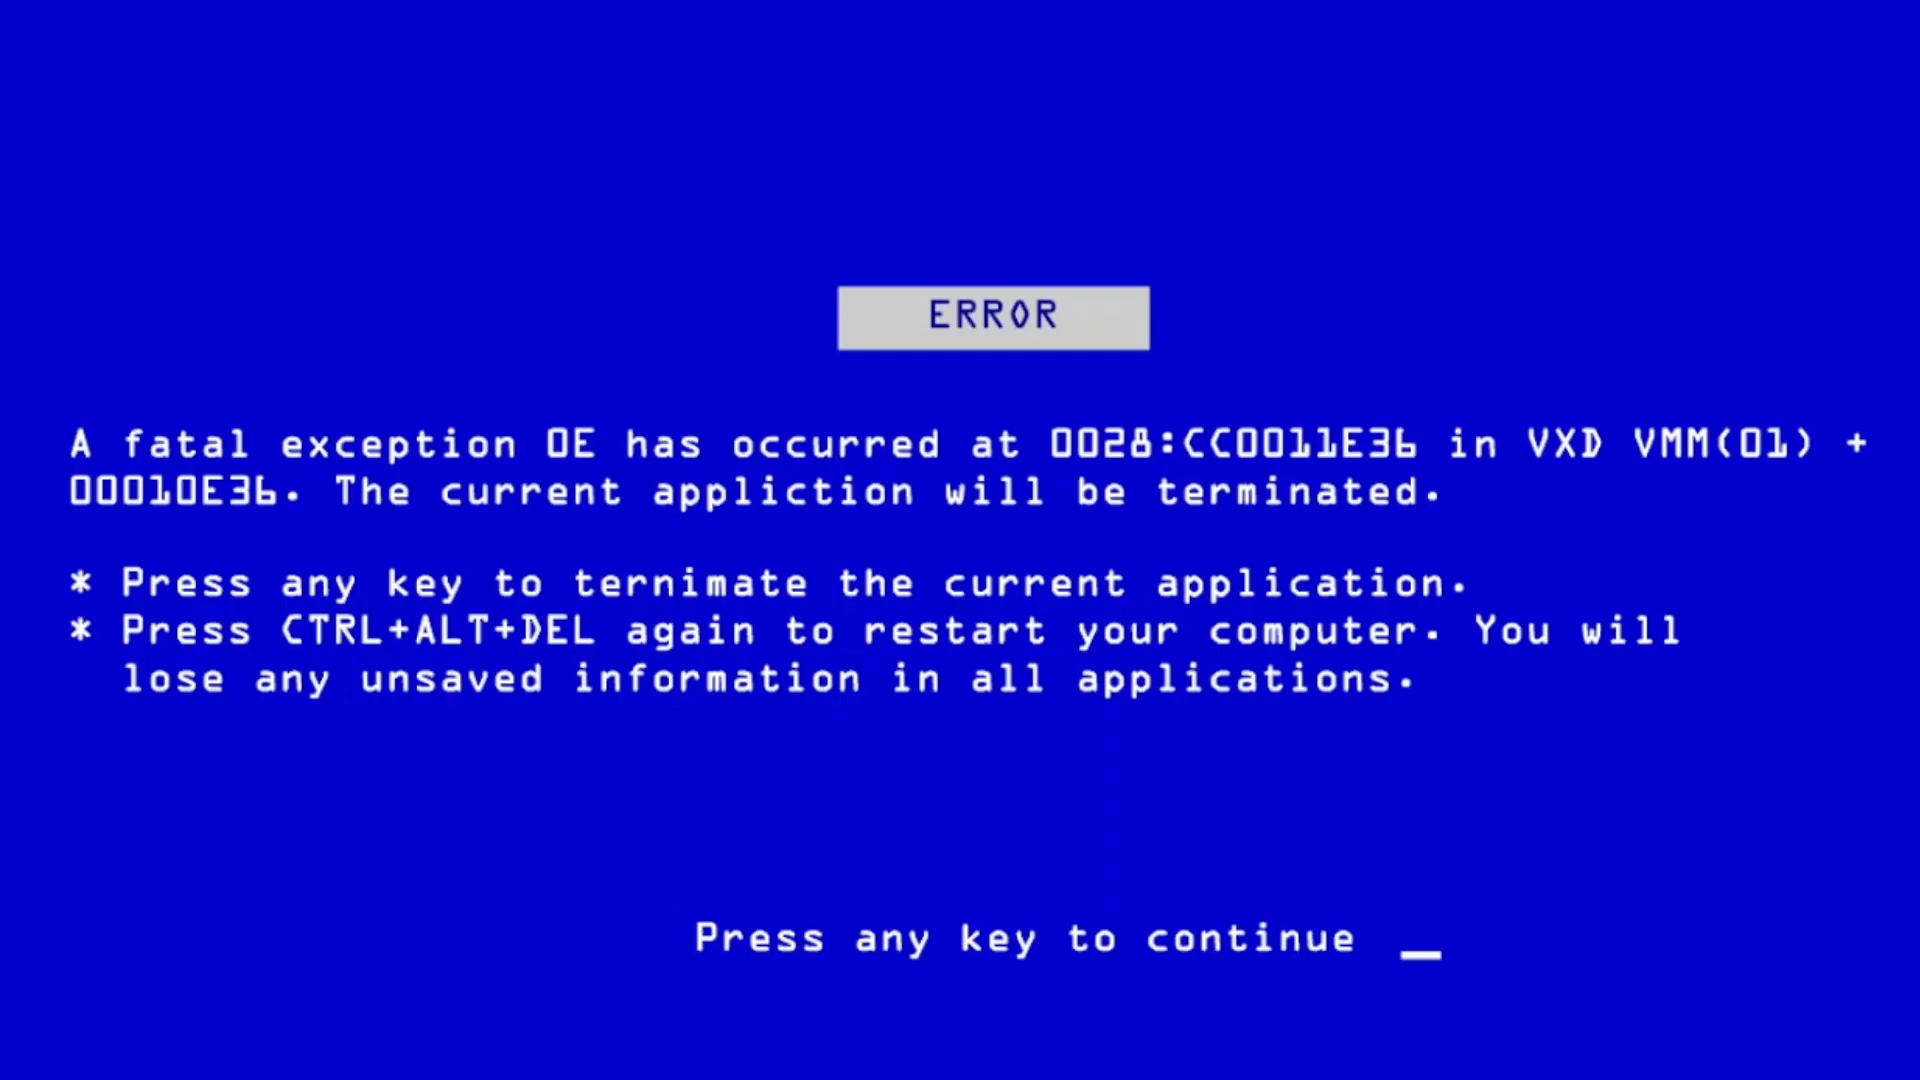 ERROR
A fatal exception 0E has occurred at 0028:CC0011E36 in VXD VMM(01) +
00010E36. The current appliction will be terminated.
* Press any key to ternimate the current application.
* Press CTRL+ALT+DEL again to restart your computer. You will
lose any unsaved information in all applications.
Press any key to continue _